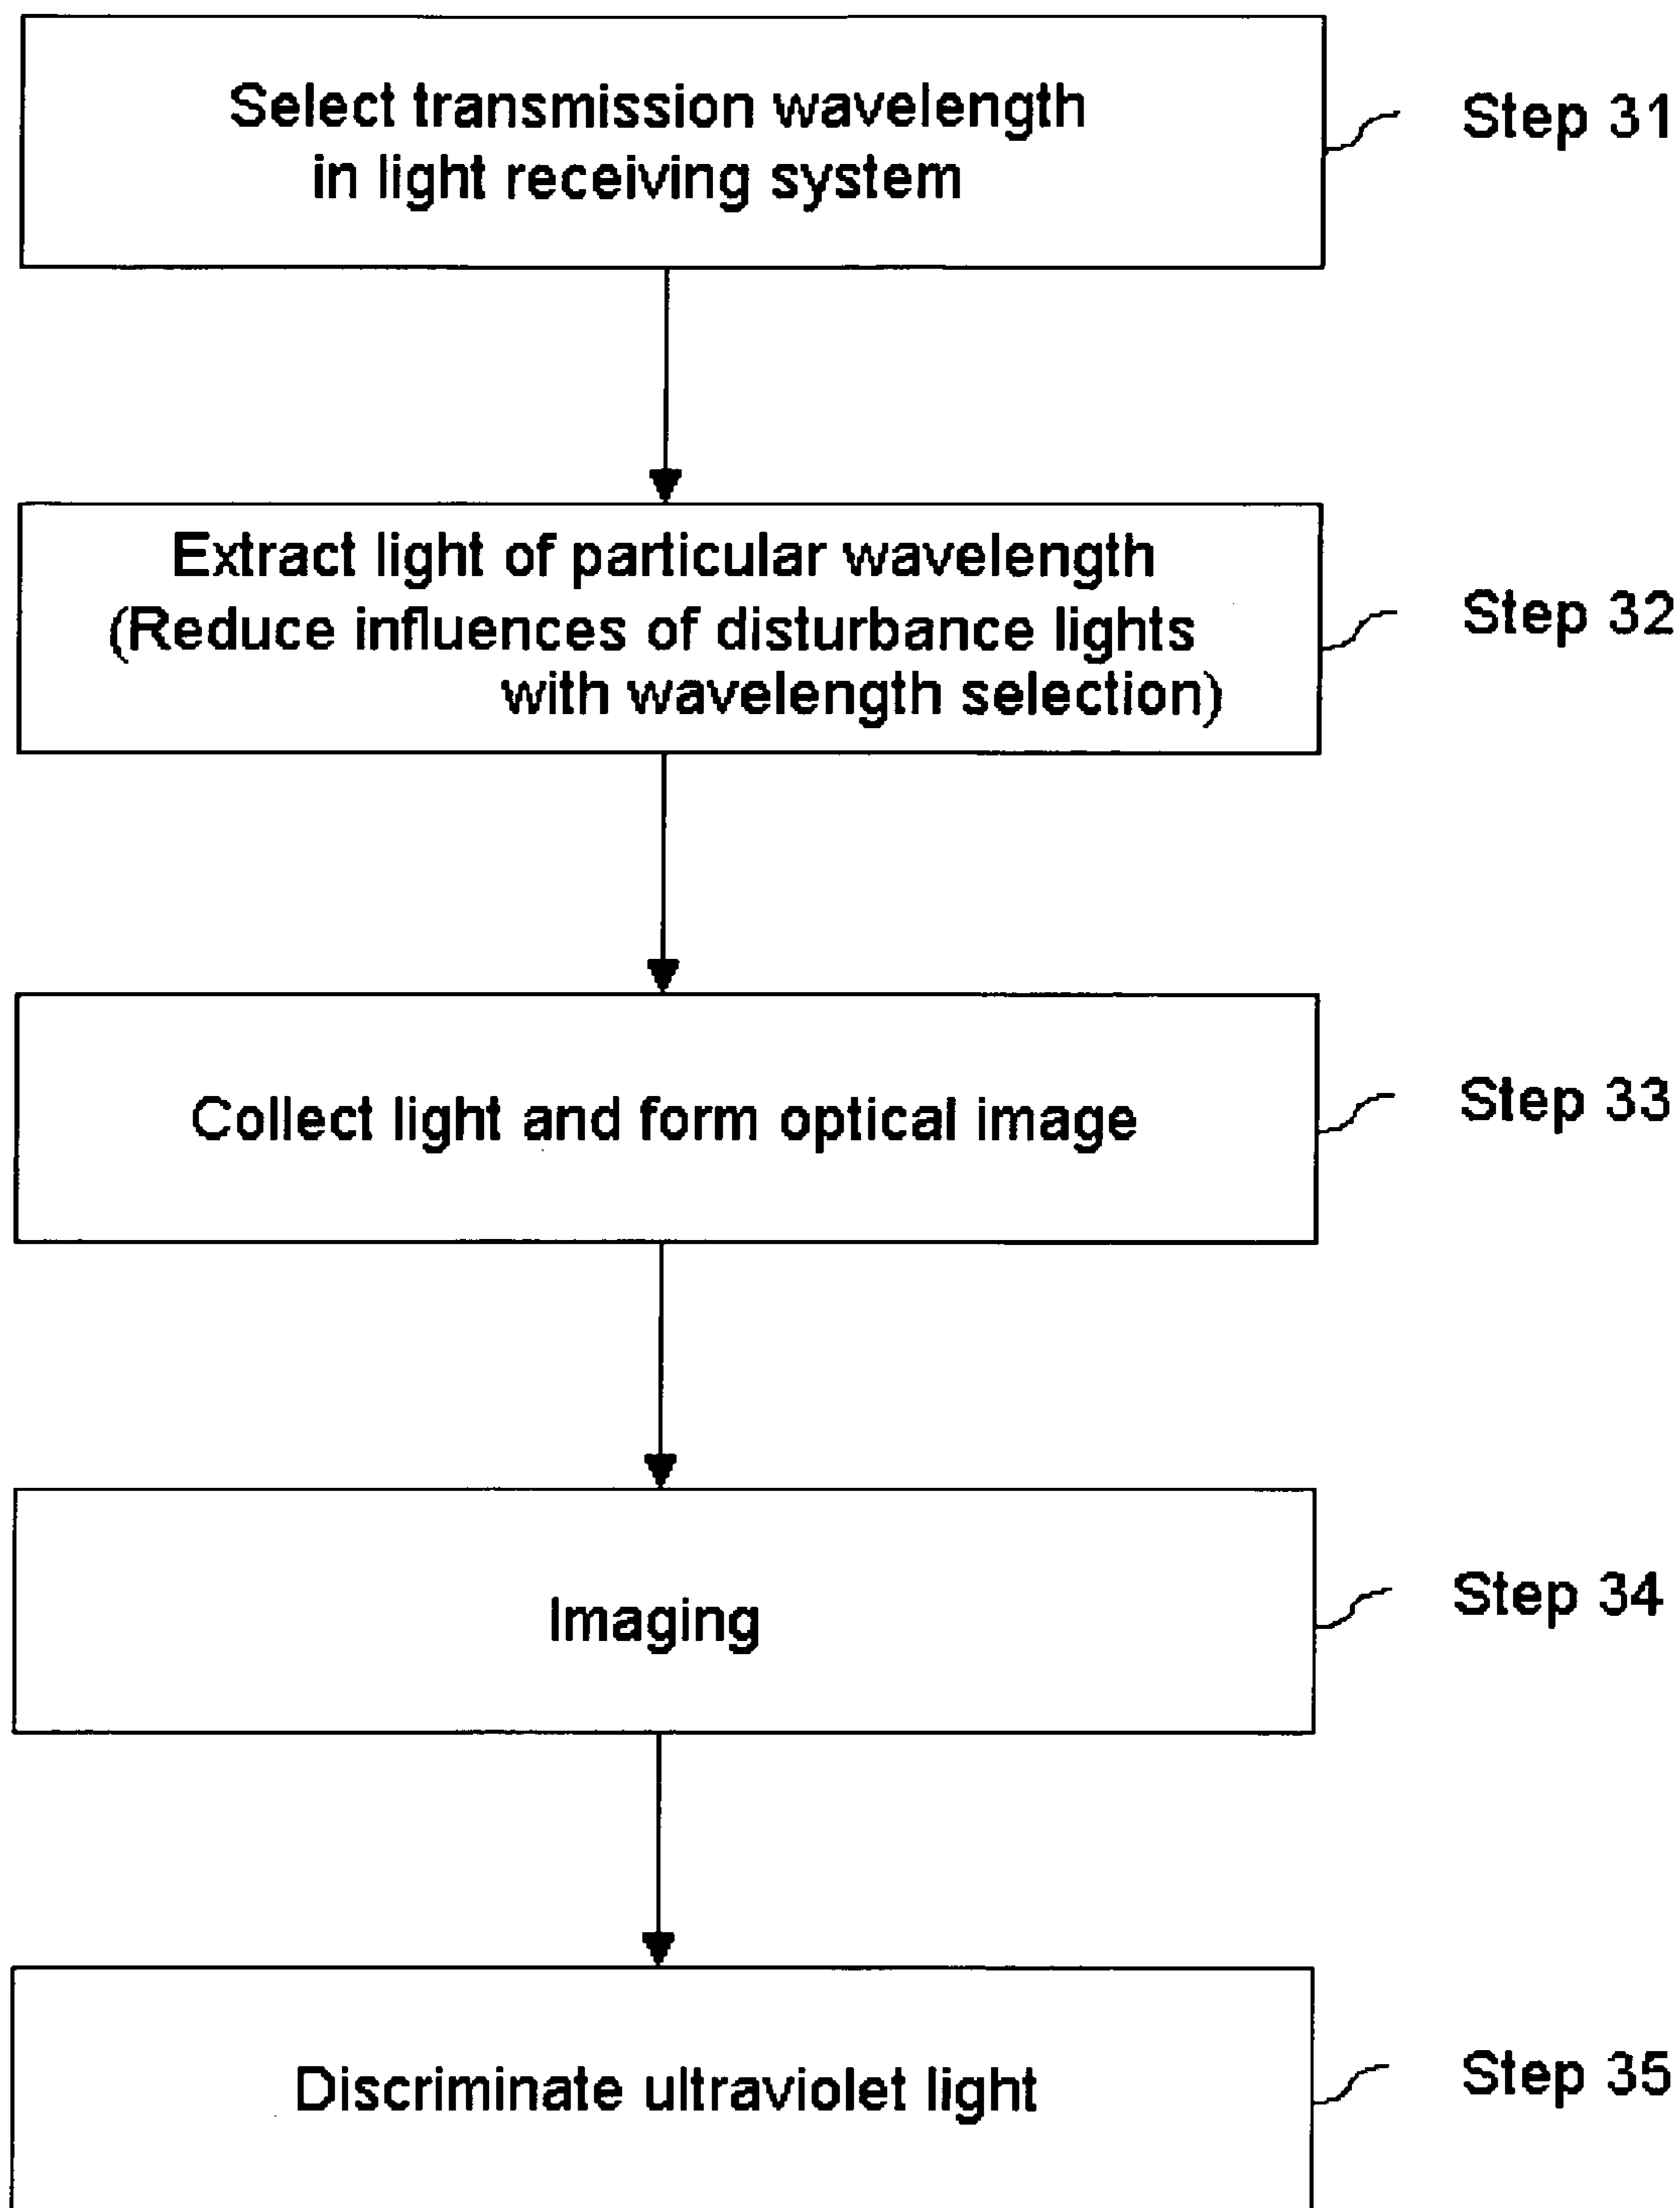 Select transmission wavelength
in light receiving system
Step 31
Extract light of particular wavelength
(Reduce influences of disturbance lights
with wavelength selection)
Step 32
Collect light and form optical image
Step 33
Imaging
Step 34
Discriminate ultraviolet light
Step 35